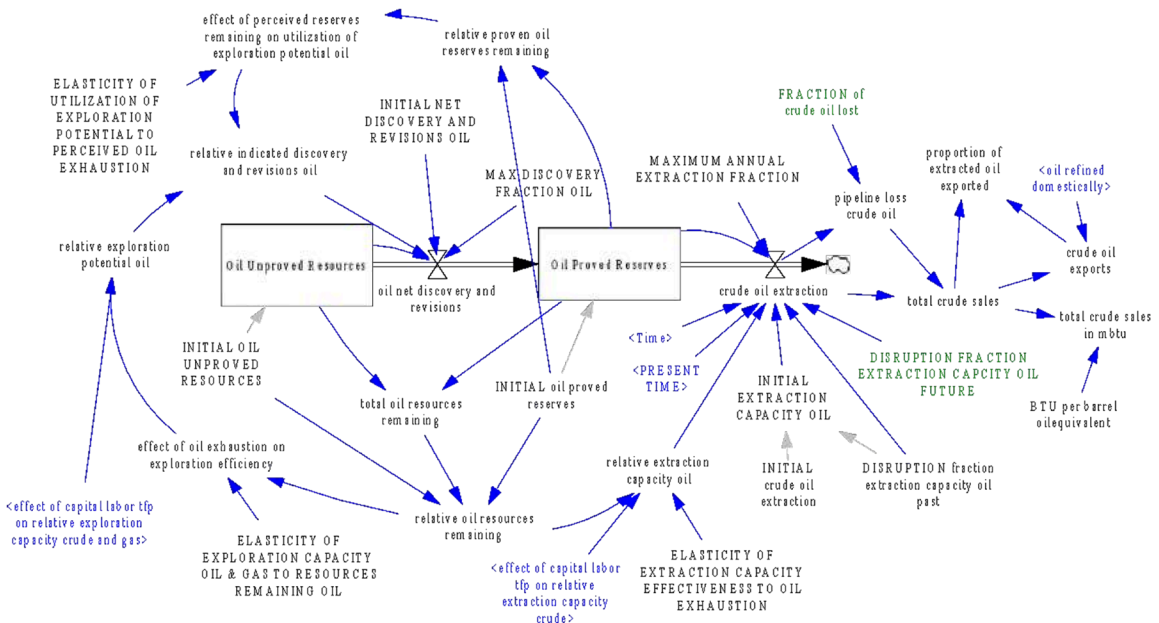 effect of perceived reserves
remaining on utilization of
exploration potential oil
relative proven oil
reserves remaining
ELASTICITY OF
UTILIZATION OF
EXPLORATION
POTENTIAL TO
PERCEIVED OIL
EXHAUSTION
INITIAL NET
DISCOVERY AND
REVISIONS OIL
FRACTION of
crude oil lost
relative indicated discovery
and revisions oil
MAX DISCOVERY
FRACTION OIL
MAXIMUM ANNUAL
EXTRACTION FRACTION
proportion of
extracted oil
exported
<oil refined
domestically>
pipeline loss
crude oil
relative exploration
potential oil
Oil Unproved Resources
Oil Proved Reserves
crude oil
exports
oil net discovery and
revisions
crude oil extraction
total crude sales
total crude sales
in mbtu
INITIAL OIL
UNPROVED
RESOURCES
<Time>
<PRESENT
TIME>
DISRUPTION FRACTION
EXTRACTION CAPCITY OIL
FUTURE
INITIAL oil proved
reserves
INITIAL
EXTRACTION
CAPACITY OIL
total oil resources
remaining
BTU per barrel
oilequivalent
effect of oil exhaustion on
exploration efficiency
relative extraction
capacity oil
INITIAL
crude oil
extraction
DISRUPTION fraction
extraction capacity oil
past
<effect of capital labor tfp
on relative exploration
capacity crude and gas>
relative oil resources
remaining
ELASTICITY OF
EXPLORATION CAPACITY
OIL & GAS TO RESOURCES
REMAINING OIL
<effect of capital labor
tfp on relative
extraction capacity
crude>
ELASTICITY OF
EXTRACTION CAPACITY
EFFECTIVENESS TO OIL
EXHAUSTION